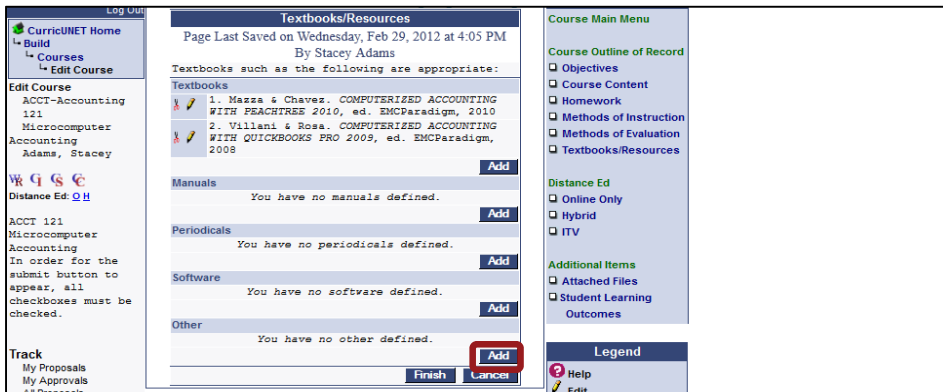 Log Out
CurricUNET Home
Build
Courses
Edit Course
Edit Course
ACCT-Accounting
121
Microcomputer
Accounting
Adams, Stacey
Distance Ed: O H
ACCT 121
Microcomputer
Accounting
In order for the
submit button to
appear, all
checkboxes must be
checked.
Track
My Proposals
My Approvals
All Proposals
Textbooks/Resources
Page Last Saved on Wednesday, Feb 29, 2012 at 4:05 PM
By Stacey Adams
Textbooks such as the following are appropriate:
Textbooks
1. Mazza & Chavez. COMPUTERIZED ACCOUNTING
WITH PEACHTREE 2010, ed. EMCParadigm, 2010
2. Villani & Rosa. COMPUTERIZED ACCOUNTING
WITH QUICKBOOKS PRO 2009, ed. EMCParadigm,
2008
Add
Manuals
You have no manuals defined.
Add
Periodicals
You have no periodicals defined.
Add
Software
You have no software defined.
Add
Other
You have no other defined.
Add
Finish Cancel
Course Main Menu
Course Outline of Record
Objectives
Course Content
Homework
Methods of Instruction
Methods of Evaluation
Textbooks/Resources
Distance Ed
Online Only
Hybrid
ITV
Additional Items
Attached Files
Student Learning
Outcomes
Legend
Help
Edit